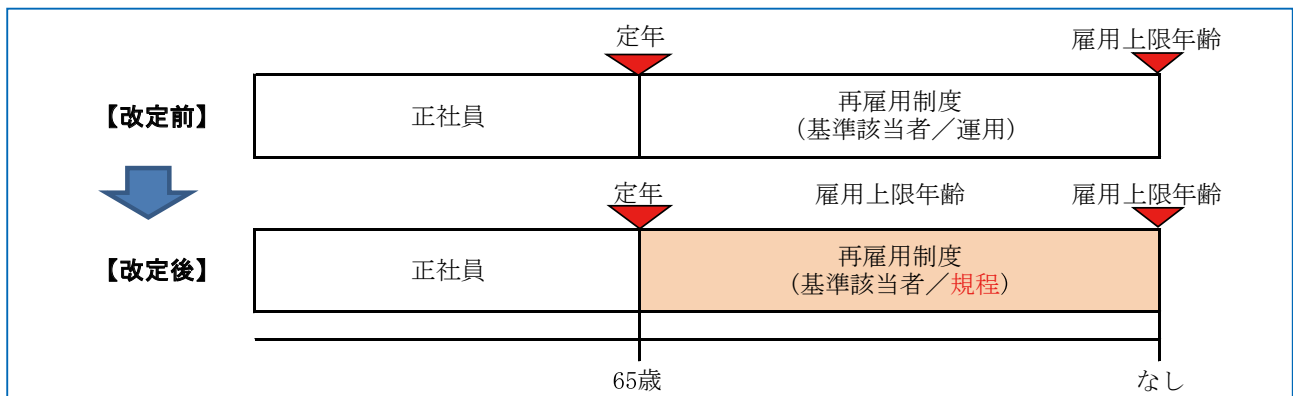 定年
雇用上限年齢
【改定前】
正社員
再雇用制度
(基準該当者／運用)
定年
雇用上限年齢
雇用上限年齢
【改定後】
正社員
再雇用制度
(基準該当者／規程)
65歳
なし